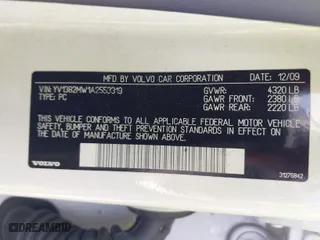 MFD. BY VOLVO CAR CORPORATION DATE: 12/09
VIN: YV1382MW1A2553319 GVWR: 4320 LB
TYPE: PC GAWR FRONT: 2380 LB
GAWR REAR: 2220 LB
THIS VEHICLE CONFORMS TO ALL APPLICABLE FEDERAL MOTOR VEHICLE
SAFETY, BUMPER, AND THEFT PREVENTION STANDARDS IN EFFECT ON
THE DATE OF MANUFACTURE SHOWN ABOVE.
VOLVO 31275842
© DREAMBID